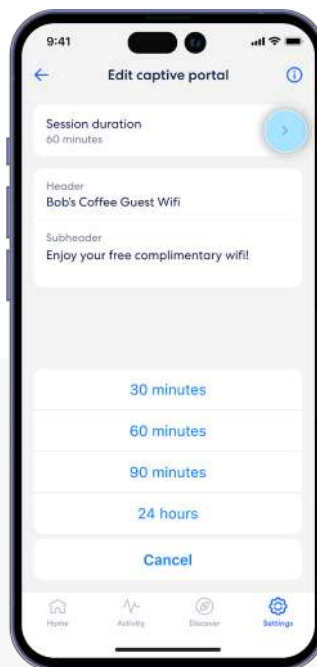 9:41
Edit captive portal
Session duration
60 minutes
Header
Bob's Coffee Guest Wifi
Subheader
Enjoy your free complimentary wifi!
30 minutes
60 minutes
90 minutes
24 hours
Cancel
Home
Activity
Discover
Settings